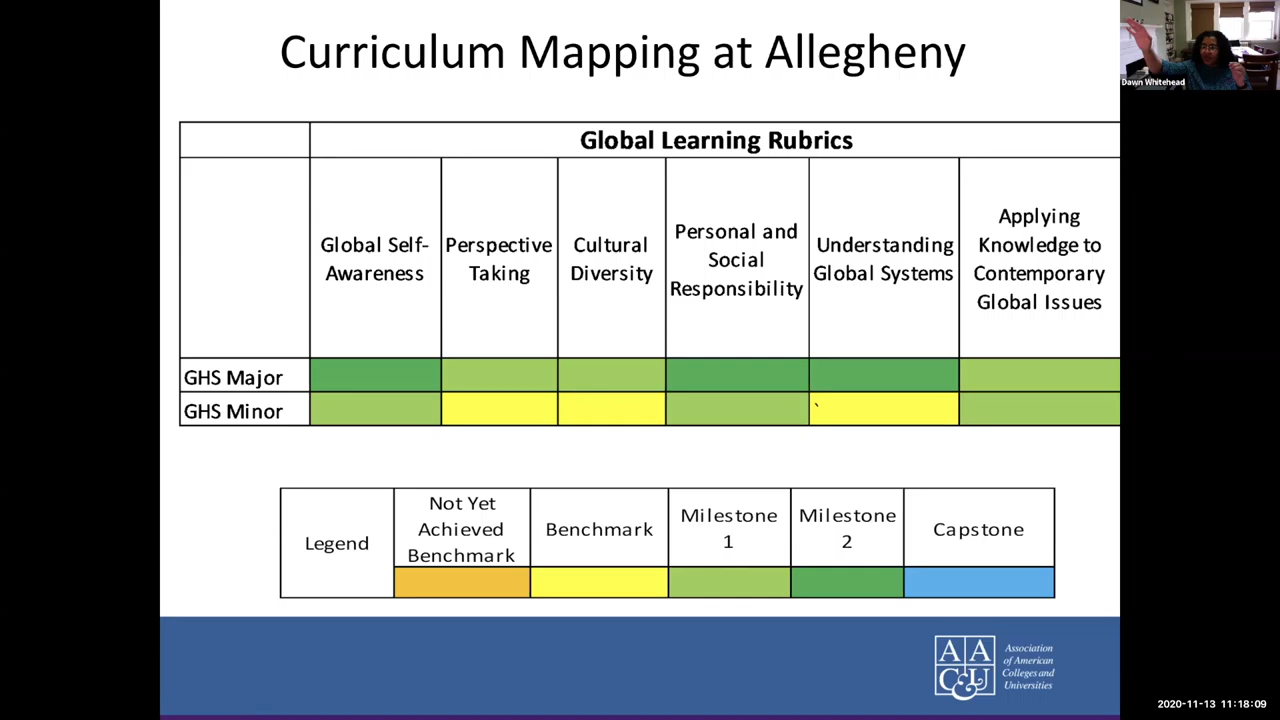 Curriculum Mapping at Allegheny
Dawn Whitehead
Global Learning Rubrics
Global Self-
Awareness
Perspective
Taking
Cultural
Diversity
Personal and
Social
Responsibility
Understanding
Global Systems
Applying
Knowledge to
Contemporary
Global Issues
GHS Major
GHS Minor
`
Legend
Not Yet
Achieved
Benchmark
Benchmark
Milestone
1
Milestone
2
Capstone
AA
C&U
Association
of American
Colleges and
Universities
2020-11-13 11:18:09